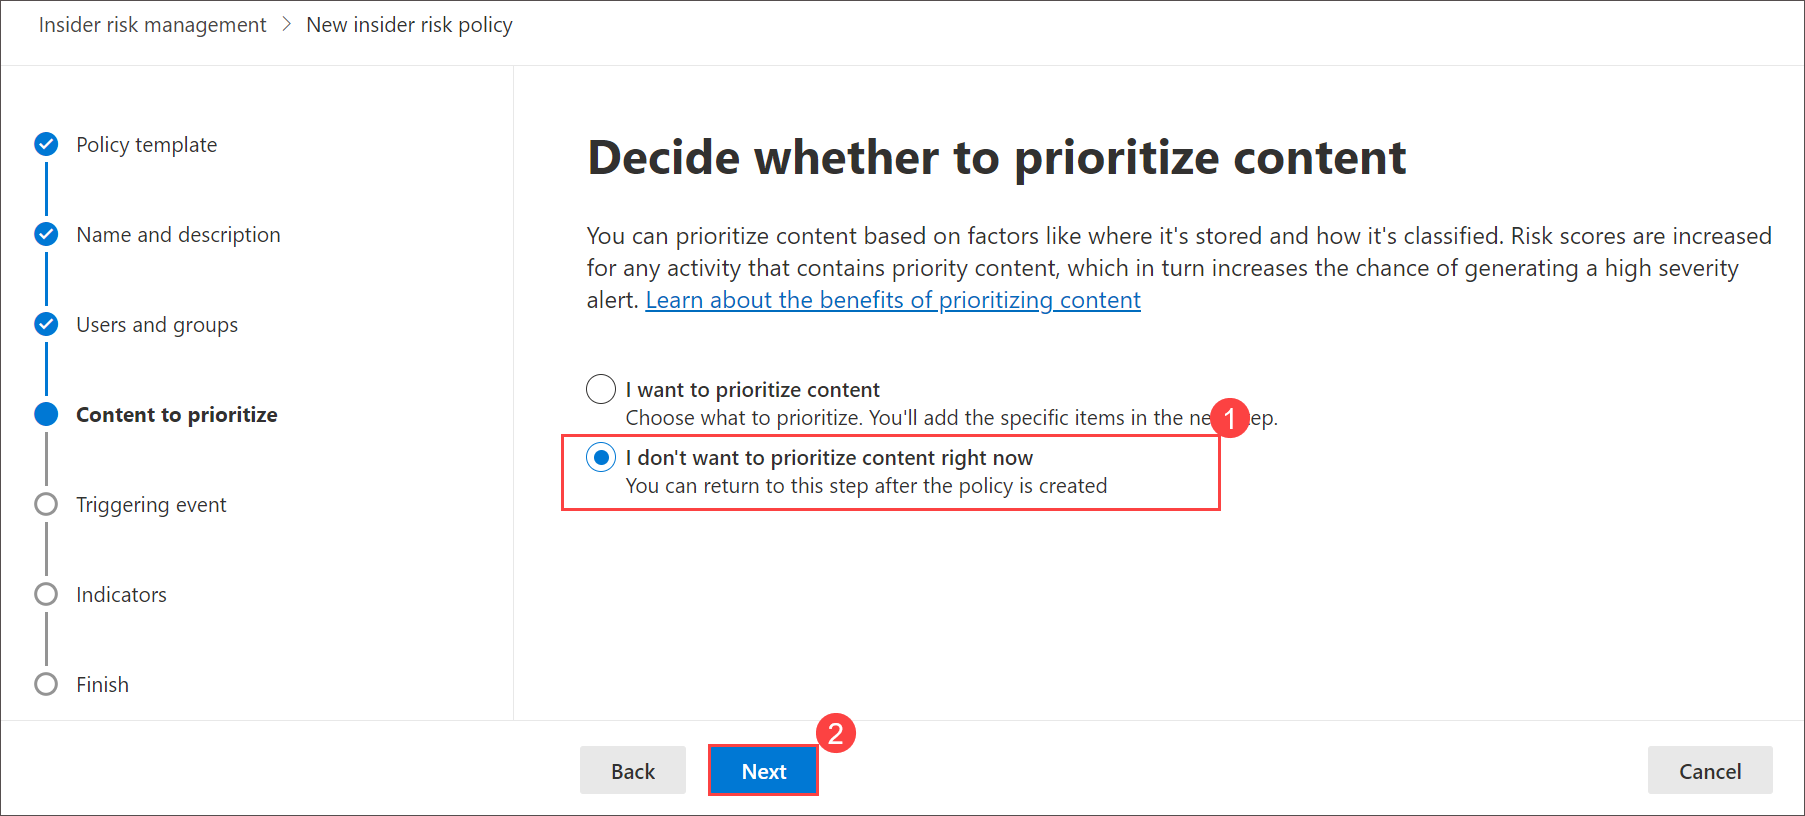 Insider risk management > New insider risk policy
Policy template
Name and description
Users and groups
Content to prioritize
Triggering event
Indicators
Finish
Decide whether to prioritize content
You can prioritize content based on factors like where it's stored and how it's classified. Risk scores are increased
for any activity that contains priority content, which in turn increases the chance of generating a high severity
alert. Learn about the benefits of prioritizing content
I want to prioritize content
Choose what to prioritize. You'll add the specific items in the
1
I don't want to prioritize content right now
You can return to this step after the policy is created
2
Back
Next
Cancel